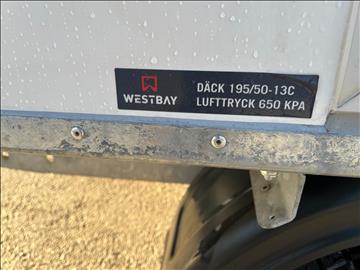 WESTBAY
DÄCK 195/50-13C
LUFTTRYCK 650 KPA